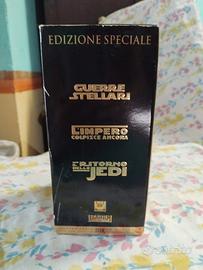 EDIZIONE SPECIALE
GUERRE
STELLARI
L'IMPERO
COLPISCE ANCORA
IL RITORNO
DELLO JEDI